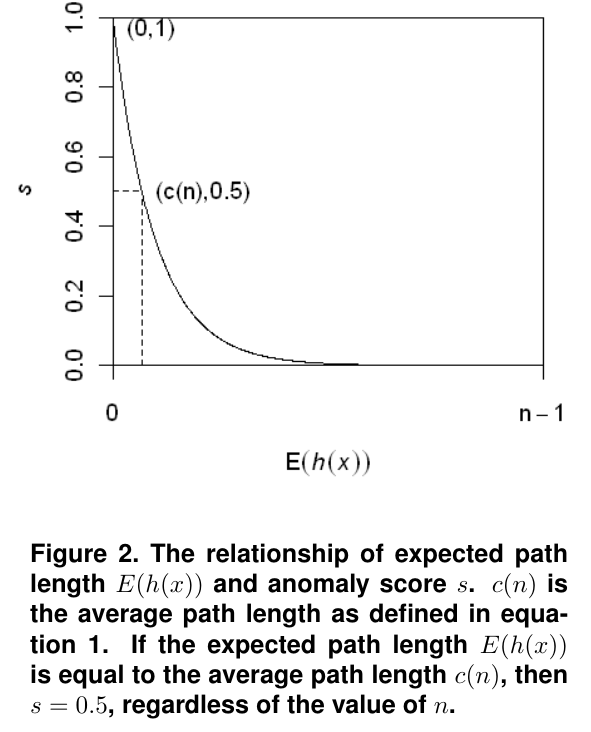 1.0
(0,1)
0.8
0.6
s
(c(n),0.5)
0.4
0.2
0.0
0
n − 1
E(h(x))
Figure 2. The relationship of expected path
length E(h(x)) and anomaly score s. c(n) is
the average path length as defined in equa-
tion 1. If the expected path length E(h(x))
is equal to the average path length c(n), then
s = 0.5, regardless of the value of n.